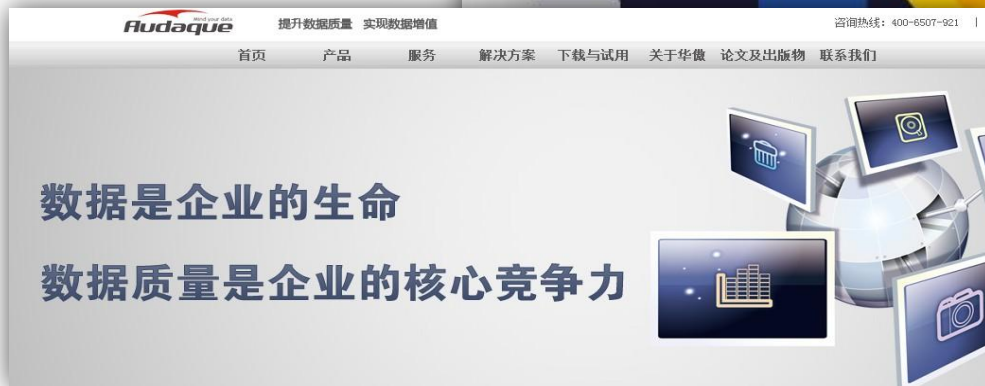 Mind your data
Audaque
提升数据质量 实现数据增值
咨询热线: 400-6507-921 |
首页 产品 服务 解决方案 下载与试用 关于华傲 论文及出版物 联系我们
数据是企业的生命
数据质量是企业的核心竞争力